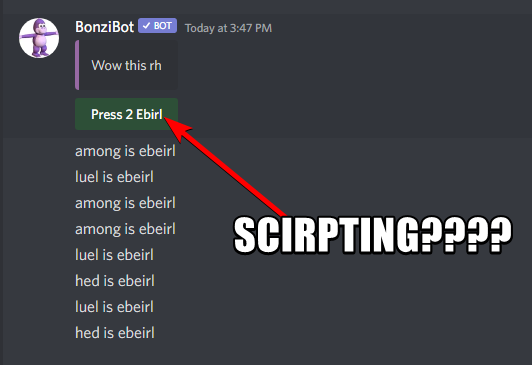 BonziBot ✓ BOT Today at 3:47 PM
Wow this rh
Press 2 Ebirl
among is ebeirl
luel is ebeirl
among is ebeirl
among is ebeirl
SCIRPTING????
luel is ebeirl
hed is ebeirl
luel is ebeirl
hed is ebeirl